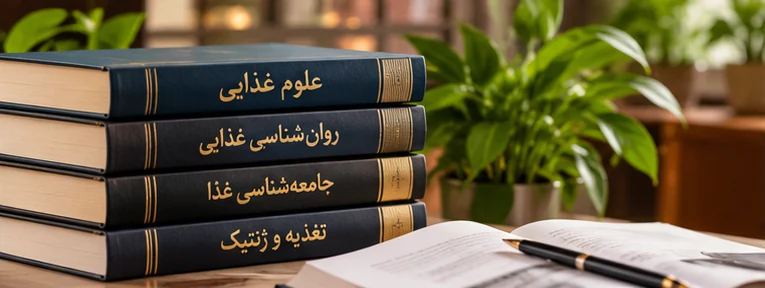 علوم غذایی
روان‌شناسی غذایی
جامعه‌شناسی غذا
تغذیه و ژنتیک